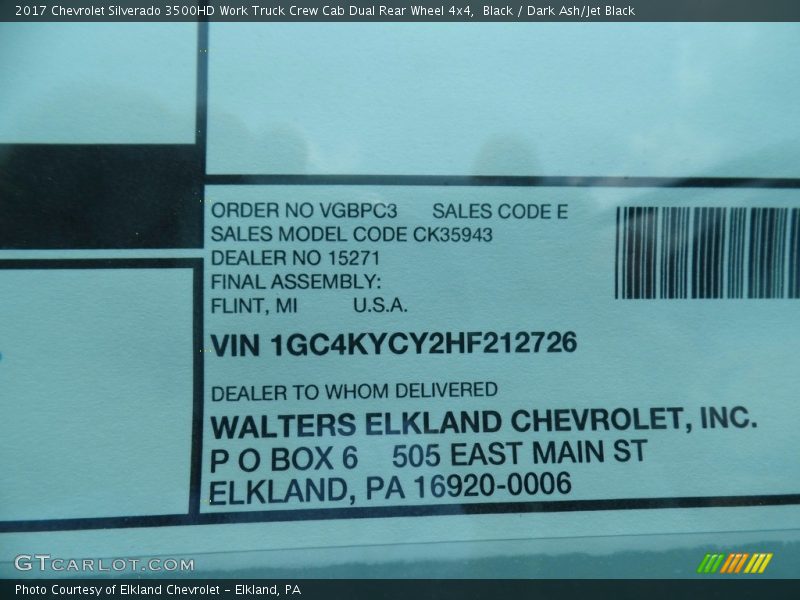 2017 Chevrolet Silverado 3500HD Work Truck Crew Cab Dual Rear Wheel 4x4,  Black / Dark Ash/Jet Black
ORDER NO VGBPC3 SALES CODE E
SALES MODEL CODE CK35943
DEALER NO 15271
FINAL ASSEMBLY:
FLINT, MI U.S.A.
VIN 1GC4KYCY2HF212726
DEALER TO WHOM DELIVERED
WALTERS ELKLAND CHEVROLET, INC.
P O BOX 6 505 EAST MAIN ST
ELKLAND, PA 16920-0006
GTCARLOT.COM
Photo Courtesy of Elkland Chevrolet - Elkland, PA